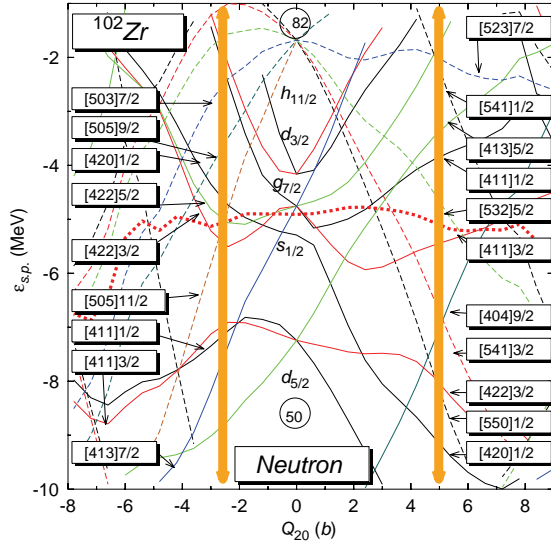 ¹⁰²Zr
82
[523]7/2
[503]7/2
[505]9/2
[420]1/2
[422]5/2
[422]3/2
[505]11/2
[411]1/2
[411]3/2
[413]7/2
h11/2
d3/2
g7/2
s1/2
d5/2
50
Neutron
[541]1/2
[413]5/2
[411]1/2
[532]5/2
[411]3/2
[404]9/2
[541]3/2
[422]3/2
[550]1/2
[420]1/2
-2
-4
-6
-8
-10
εs.p. (MeV)
-8 -6 -4 -2 0 2 4 6 8
Q20 (b)